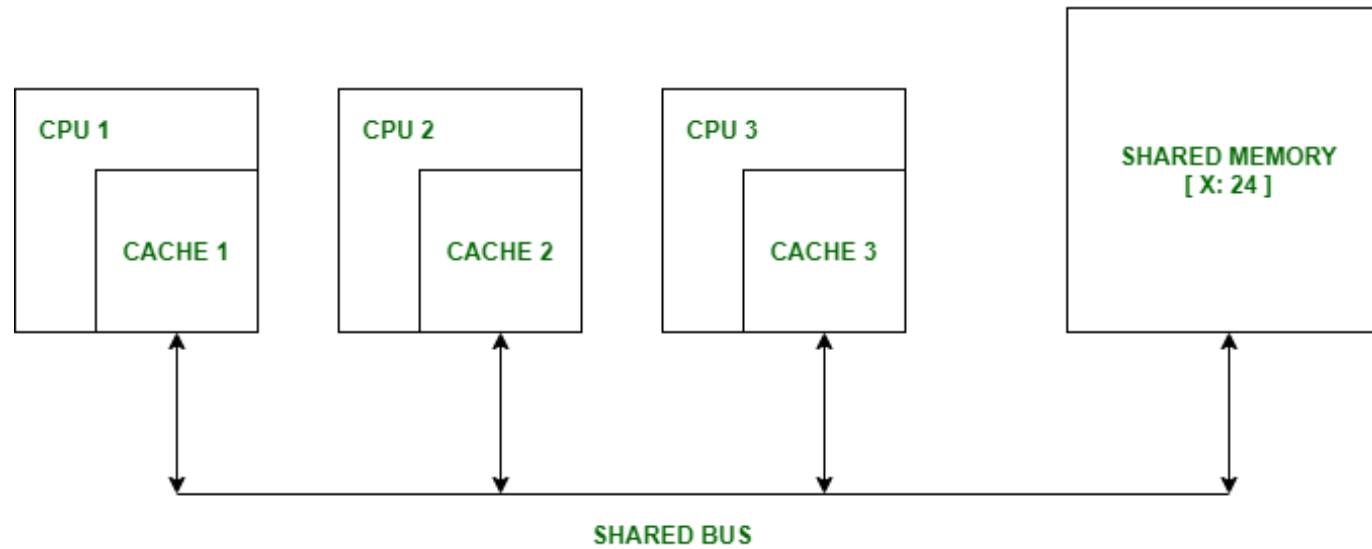 CPU 1
CACHE 1
CPU 2
CACHE 2
CPU 3
CACHE 3
SHARED MEMORY
[ X: 24 ]
SHARED BUS